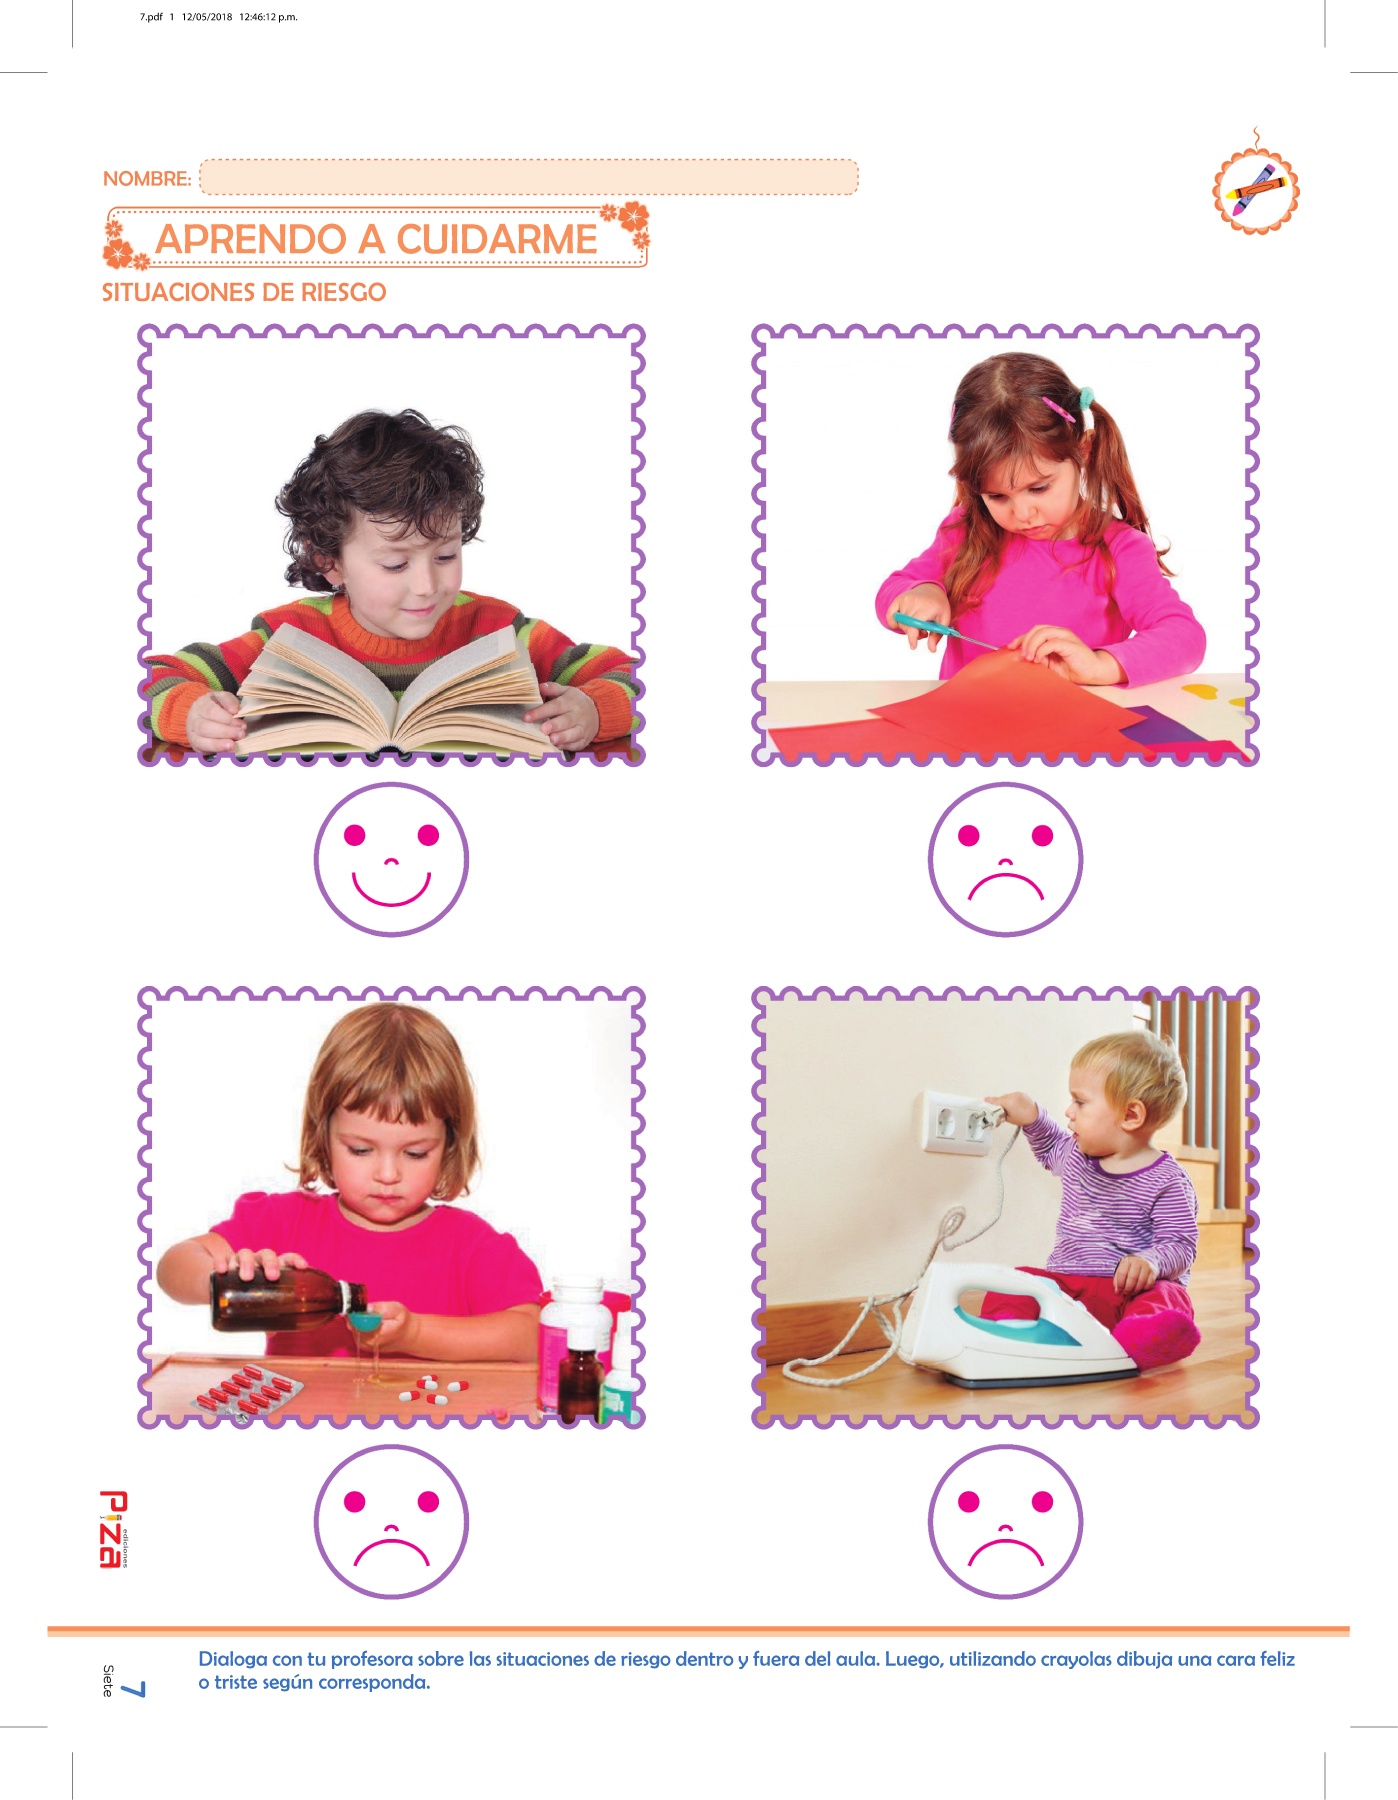 7.pdf 1 12/05/2018 12:46:12 p.m.
NOMBRE:
APRENDO A CUIDARME
SITUACIONES DE RIESGO
Piza
ediciones
Siete
7
Dialoga con tu profesora sobre las situaciones de riesgo dentro y fuera del aula. Luego, utilizando crayolas dibuja una cara feliz
o triste según corresponda.